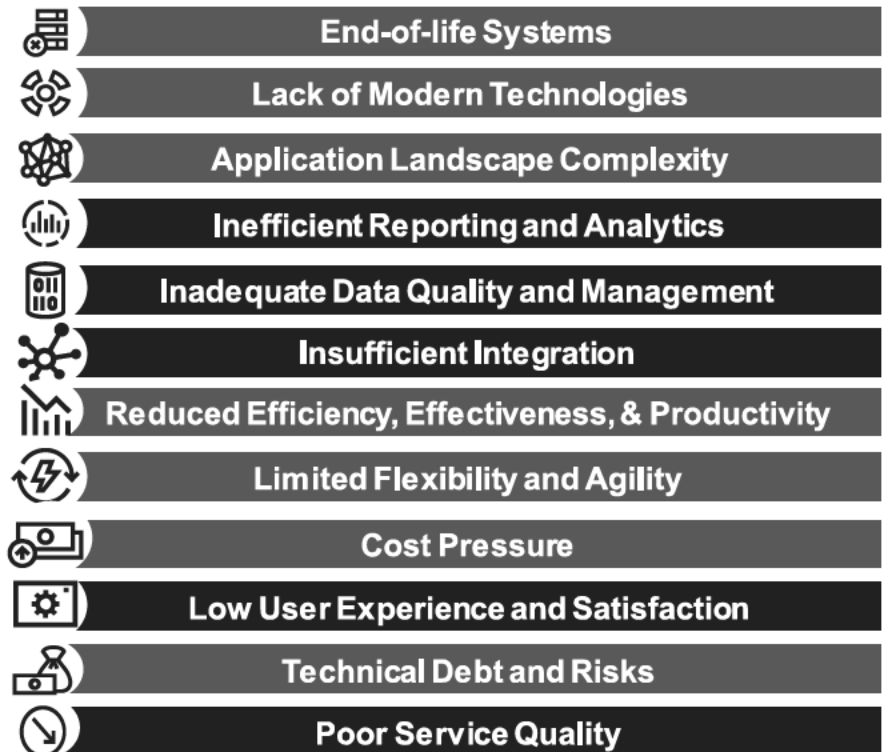 End-of-life Systems
Lack of Modern Technologies
Application Landscape Complexity
Inefficient Reporting and Analytics
011
110
Inadequate Data Quality and Management
Insufficient Integration
Reduced Efficiency, Effectiveness, & Productivity
Limited Flexibility and Agility
Cost Pressure
Low User Experience and Satisfaction
Technical Debt and Risks
Poor Service Quality